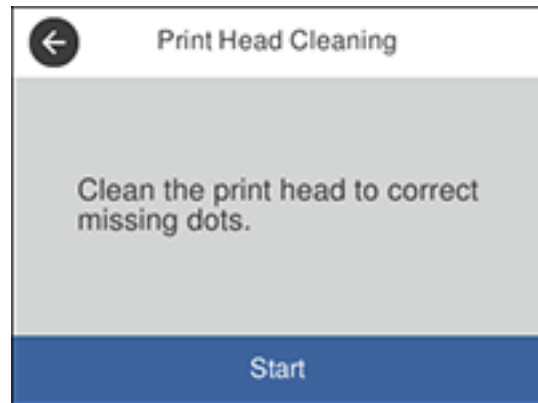 Print Head Cleaning
Clean the print head to correct
missing dots.
Start